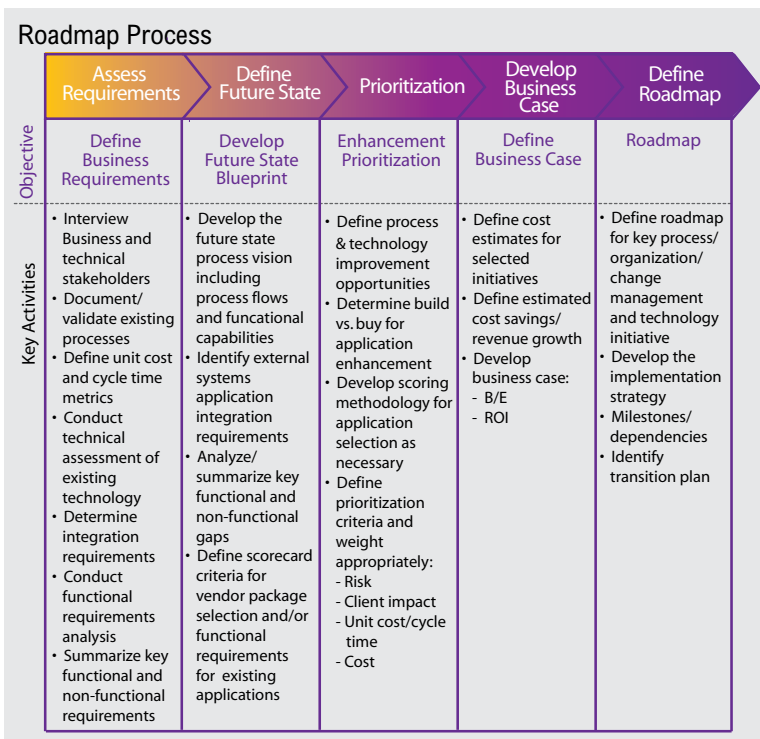 Roadmap Process
Assess
Requirements
Define
Future State
Prioritization
Develop
Business
Case
Define
Roadmap
Objective
Define
Business
Requirements
Develop
Future State
Blueprint
Enhancement
Prioritization
Define
Business Case
Roadmap
Key Activities
• Interview
Business and
technical
stakholders
• Document/
validate existing
processes
• Define unit cost
and cycle time
metrics
• Conduct
technical
assessment of
existing
technology
• Determine
integration
requirements
• Conduct
functional
requirements
analysis
• Summarize key
functional and
non-functional
requirements
• Develop the
future state
process vision
including
process flows
and funcational
capabilities
• Identify external
systems
application
integration
requirements
• Analyze/
summarize key
functional and
non-functional
gaps
• Define scorecard
criteria for
vendor package
selection and/or
functional
requirements
for existing
applications
• Define process
& technology
improvement
opportunities
• Determine build
vs. buy for
application
enhancement
• Develop scoring
methodology for
application
selection as
necessary
• Define
prioritization
criteria and
weight
appropriately:
- Risk
- Client impact
- Unit cost/cycle
time
- Cost
• Define cost
estimates for
selected
initiatives
• Define estimated
cost savings/
revenue growth
• Develop
business case:
- B/E
- ROI
• Define roadmap
for key process/
organization/
change
management
and technology
initiative
• Develop the
implementation
strategy
• Milestones/
dependencies
• Identify
transition plan